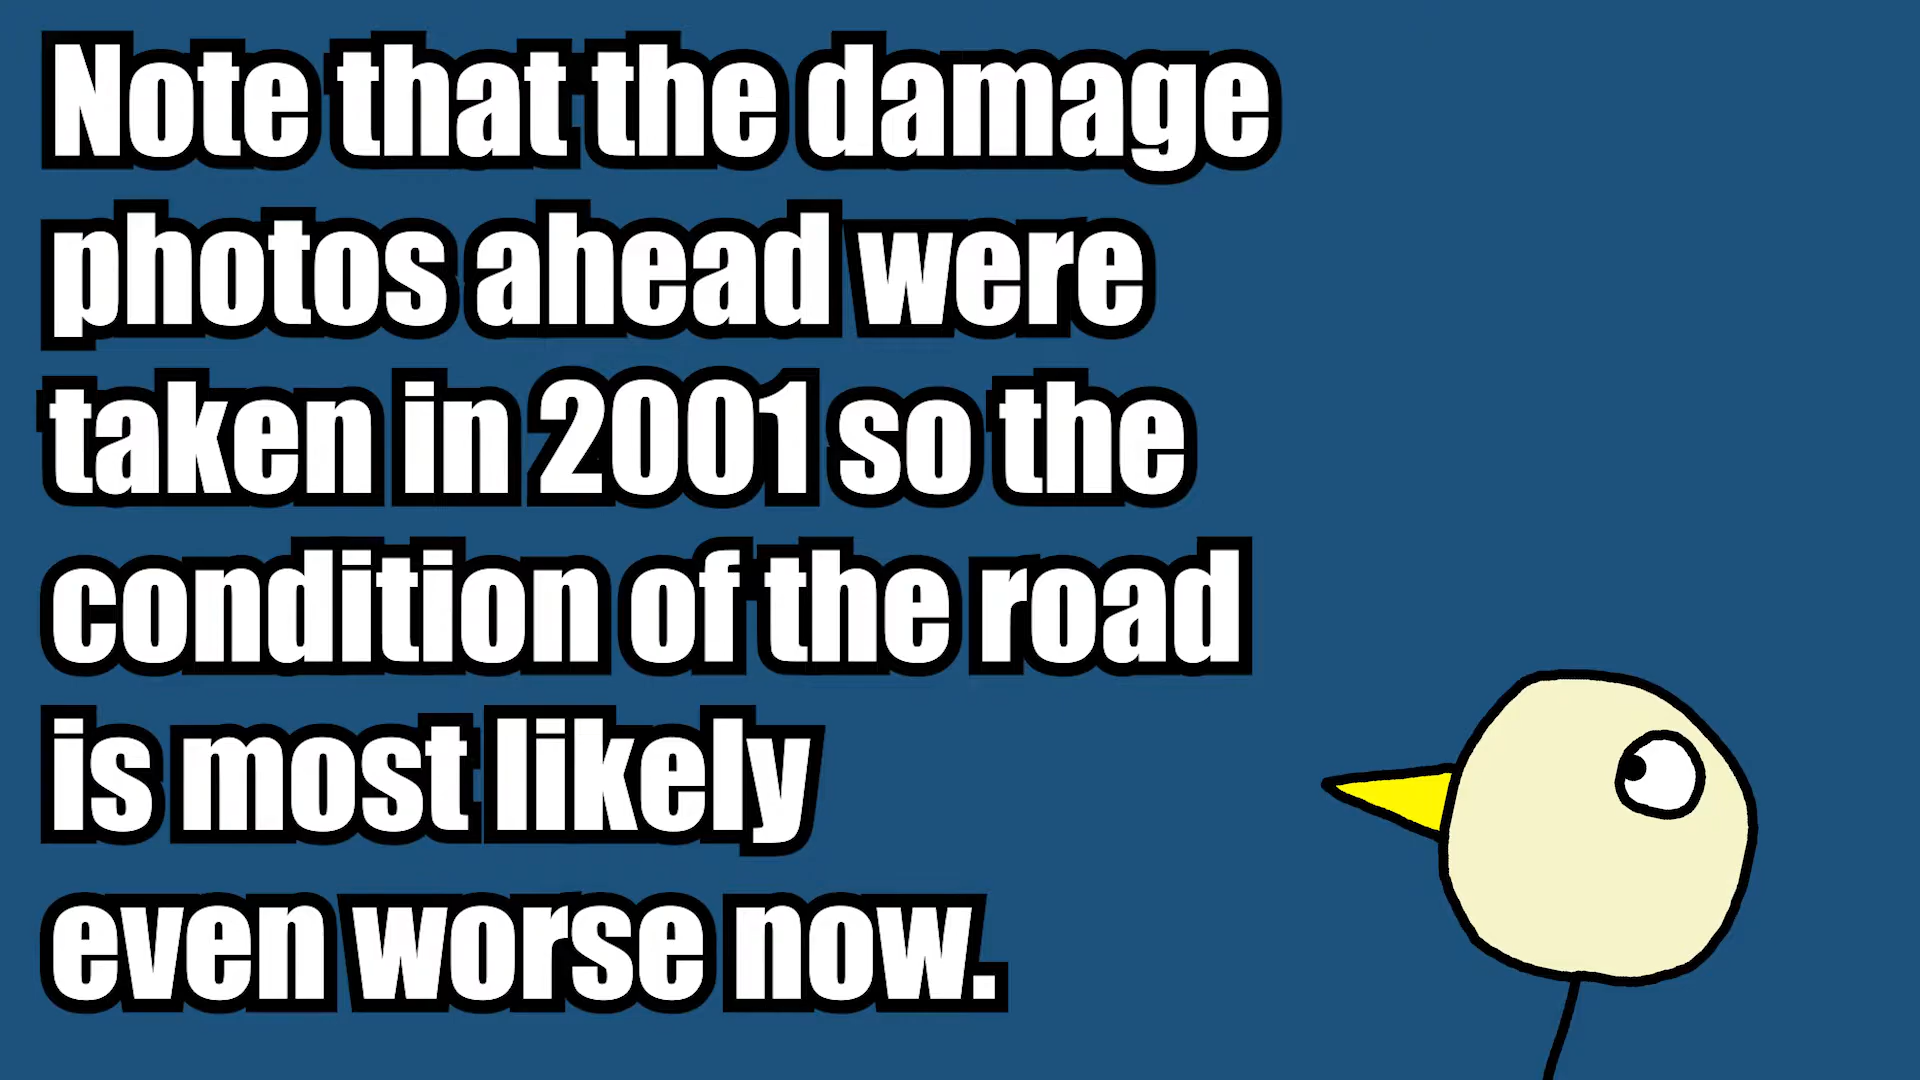 Note that the damage
photos ahead were
taken in 2001 so the
condition of the road
is most likely
even worse now.